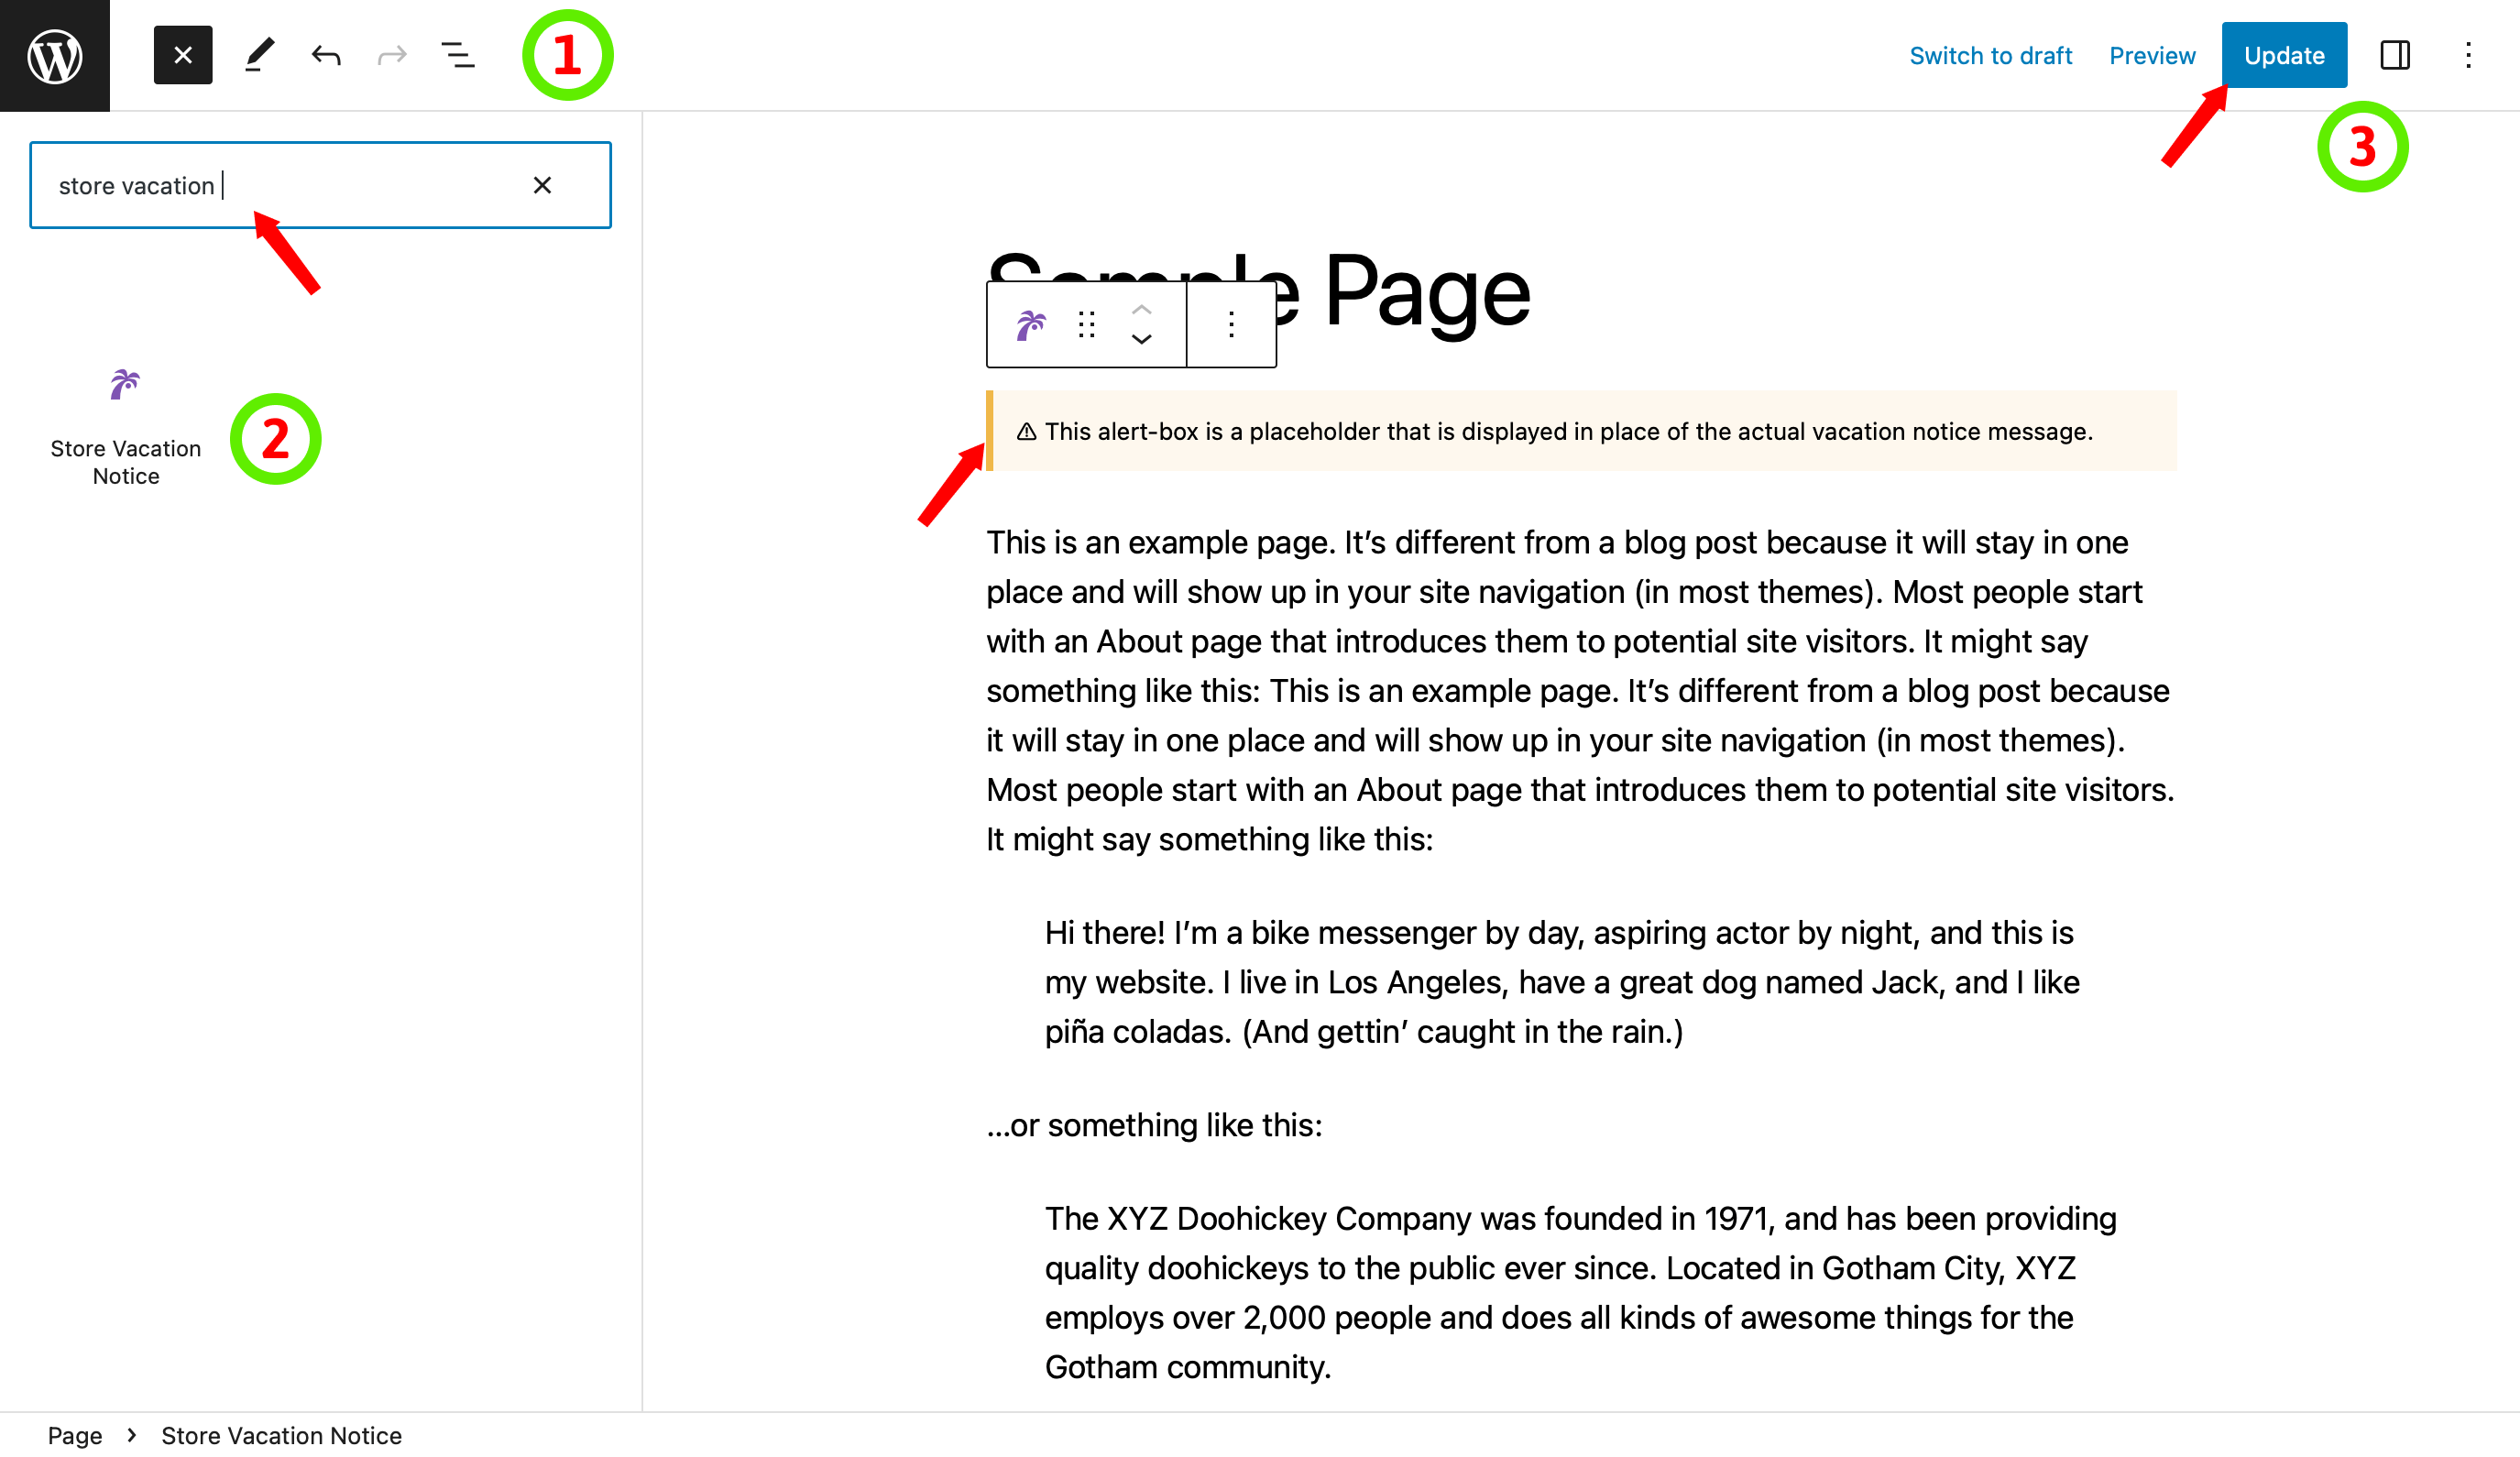 1
Switch to draft Preview Update
3
store vacation
Sample Page
Store Vacation
Notice
2
This alert-box is a placeholder that is displayed in place of the actual vacation notice message.
This is an example page. It’s different from a blog post because it will stay in one
place and will show up in your site navigation (in most themes). Most people start
with an About page that introduces them to potential site visitors. It might say
something like this: This is an example page. It’s different from a blog post because
it will stay in one place and will show up in your site navigation (in most themes).
Most people start with an About page that introduces them to potential site visitors.
It might say something like this:
Hi there! I’m a bike messenger by day, aspiring actor by night, and this is
my website. I live in Los Angeles, have a great dog named Jack, and I like
piña coladas. (And gettin’ caught in the rain.)
…or something like this:
The XYZ Doohickey Company was founded in 1971, and has been providing
quality doohickeys to the public ever since. Located in Gotham City, XYZ
employs over 2,000 people and does all kinds of awesome things for the
Gotham community.
Page › Store Vacation Notice